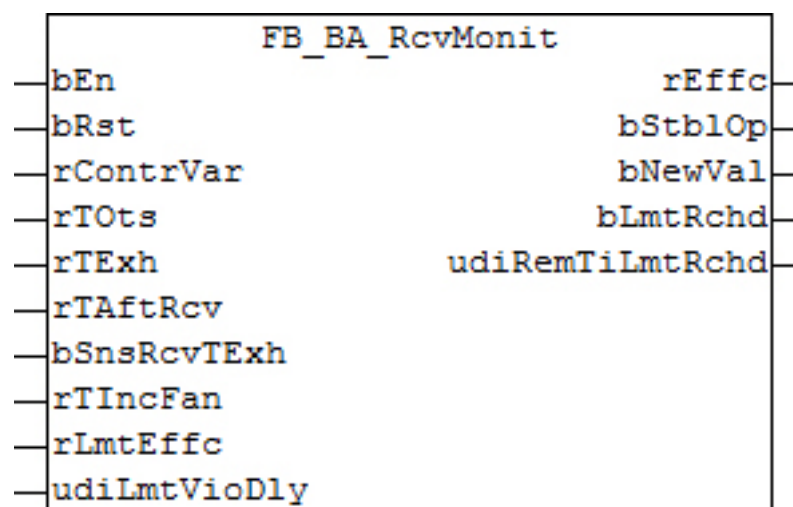 FB_BA_RcvMonit
bEn rEffc
bRst bStblOp
rContrVar bNewVal
rTOts bLmtRchd
rTExh udiRemTiLmtRchd
rTAftRcv
bSnsRcvTExh
rTIncFan
rLmtEffc
udiLmtVioDly